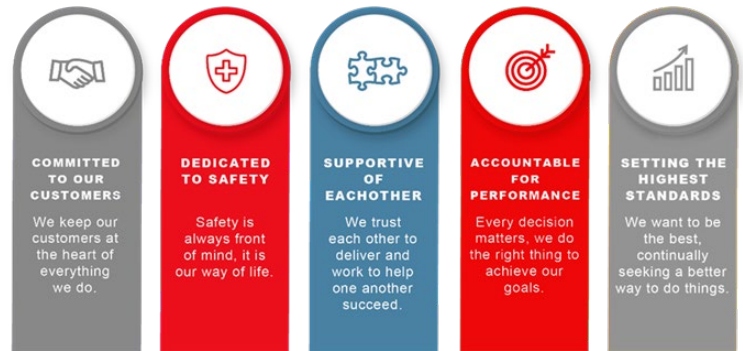 COMMITTED
TO OUR
CUSTOMERS
We keep our
customers at
the heart of
everything
we do.
DEDICATED
TO SAFETY
Safety is
always front
of mind, it is
our way of life.
SUPPORTIVE
OF
EACHOTHER
We trust
each other to
deliver and
work to help
one another
succeed.
ACCOUNTABLE
FOR
PERFORMANCE
Every decision
matters, we do
the right thing to
achieve our
goals.
SETTING THE
HIGHEST
STANDARDS
We want to be
the best,
continually
seeking a better
way to do things.